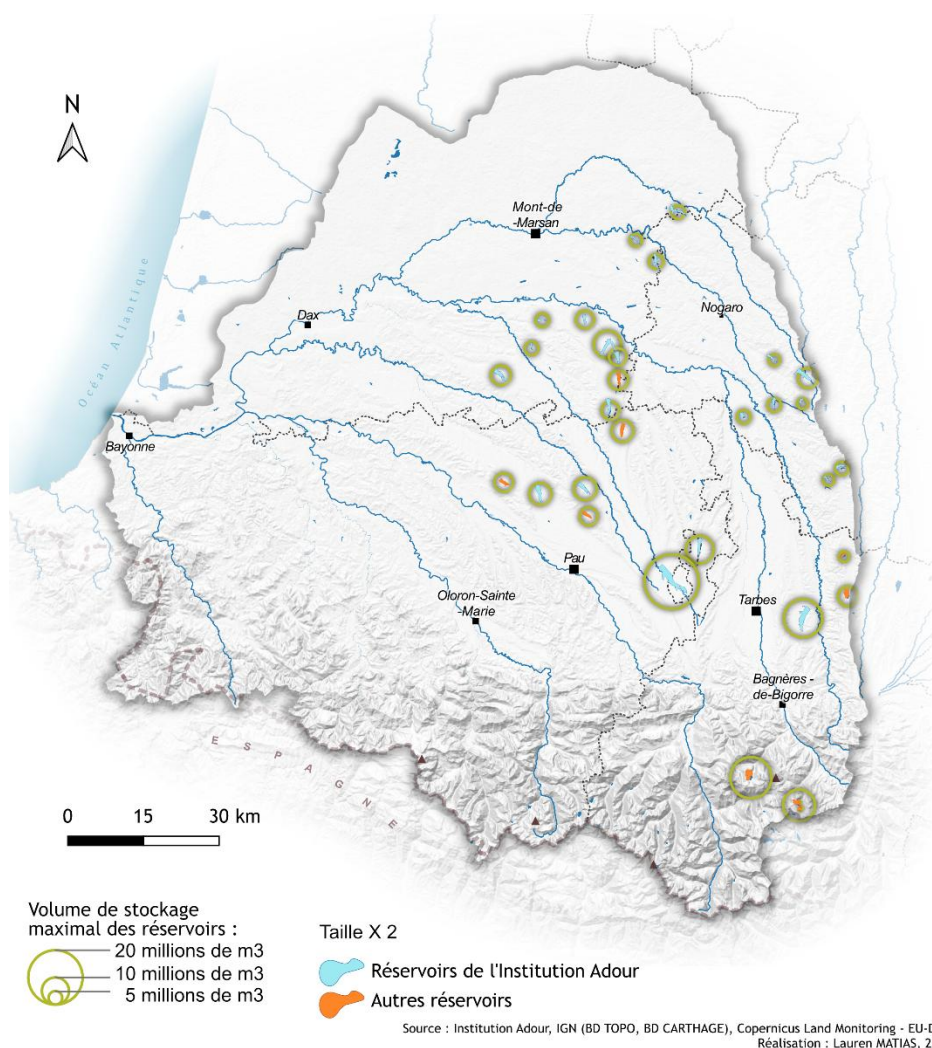 N
Océan Atlantique
Mont-de
-Marsan
Nogaro
Dax
Bayonne
Pau
Oloron-Sainte
-Marie
Tarbes
Bagnères -
de-Bigorre
ESPAGNE
0 15 30 km
Volume de stockage
maximal des réservoirs :
20 millions de m3
10 millions de m3
5 millions de m3
Taille X 2
Réservoirs de l'Institution Adour
Autres réservoirs
Source : Institution Adour, IGN (BD TOPO, BD CARTHAGE), Copernicus Land Monitoring - EU-D
Réalisation : Lauren MATIAS, 2